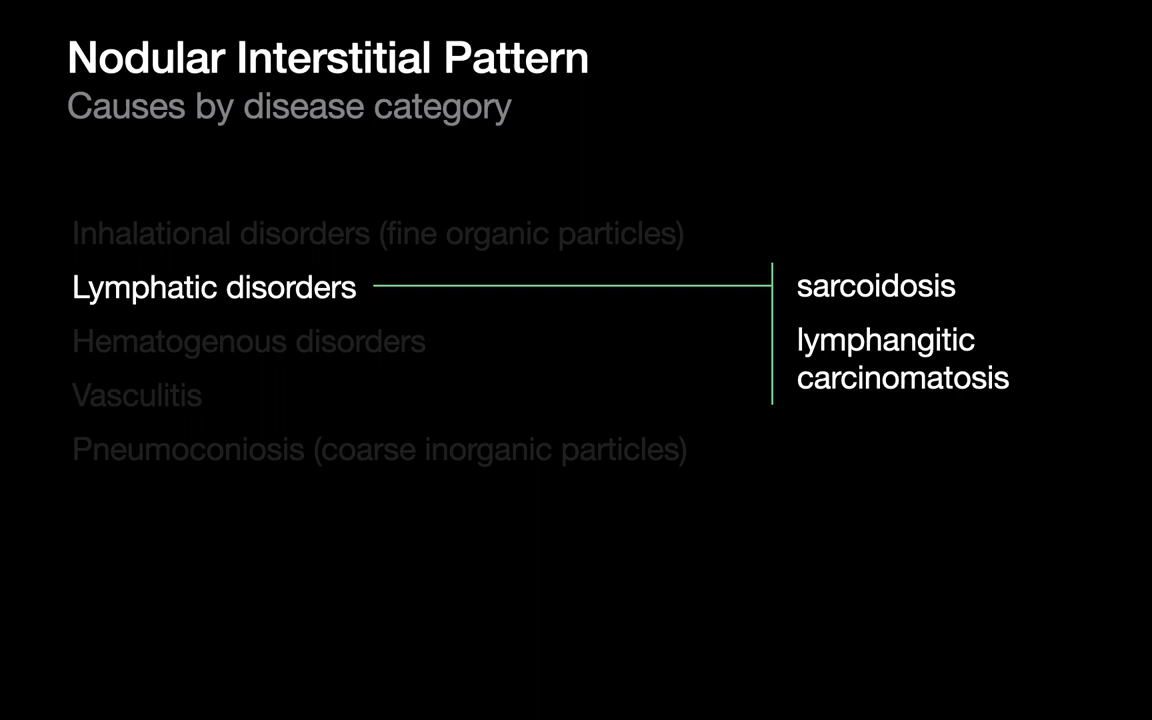 Nodular Interstitial Pattern
Causes by disease category
Inhalational disorders (fine organic particles)
Lymphatic disorders
sarcoidosis
Hematogenous disorders
lymphangitic
carcinomatosis
Vasculitis
Pneumoconiosis (coarse inorganic particles)